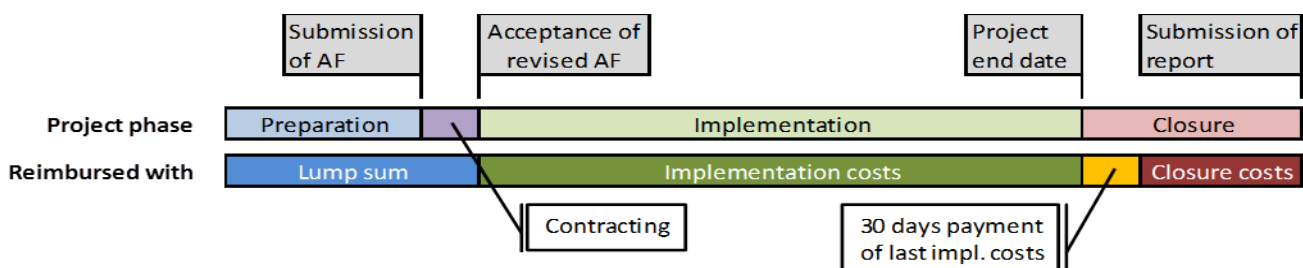 Submission of AF
Acceptance of revised AF
Project end date
Submission of report
Project phase
Preparation
Implementation
Closure
Reimbursed with
Lump sum
Implementation costs
Closure costs
Contracting
30 days payment
of last impl. costs